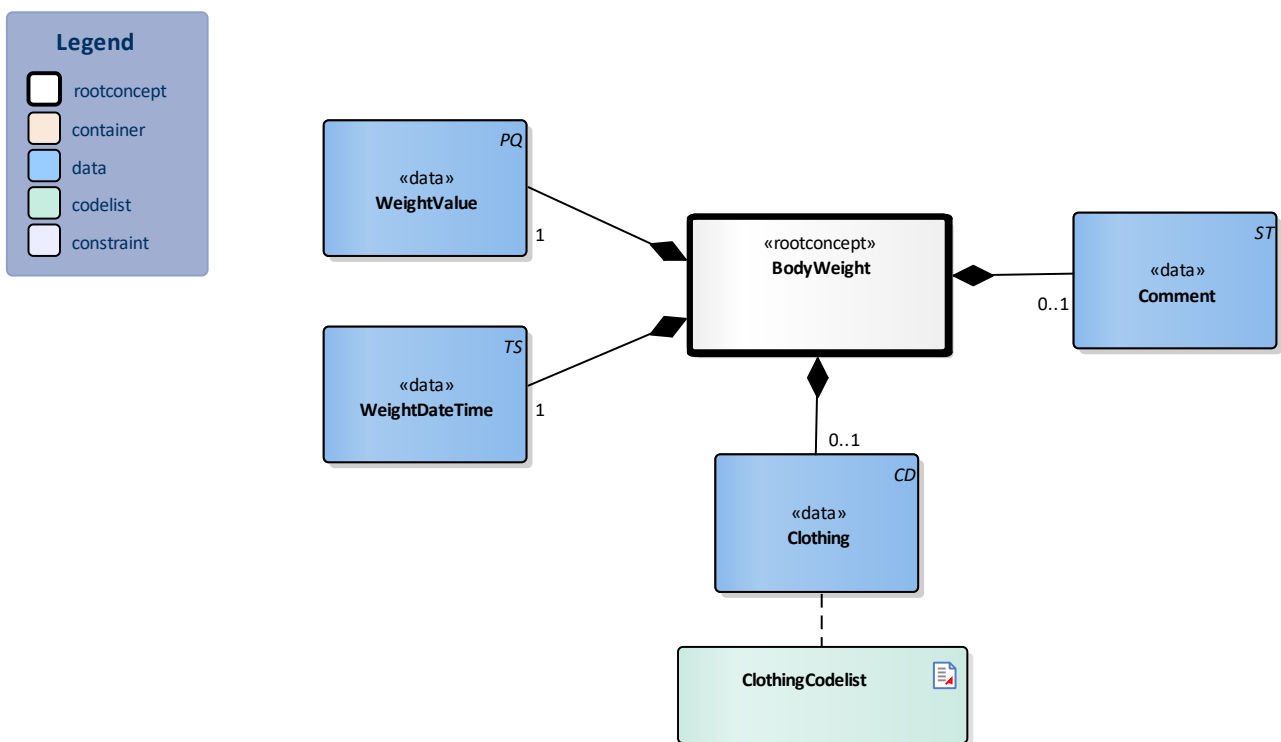 Legend
rootconcept
container
data
codelist
constraint
PQ
«data»
WeightValue
1
TS
«data»
WeightDateTime
1
«rootconcept»
BodyWeight
ST
«data»
Comment
0..1
0..1
CD
«data»
Clothing
ClothingCodelist